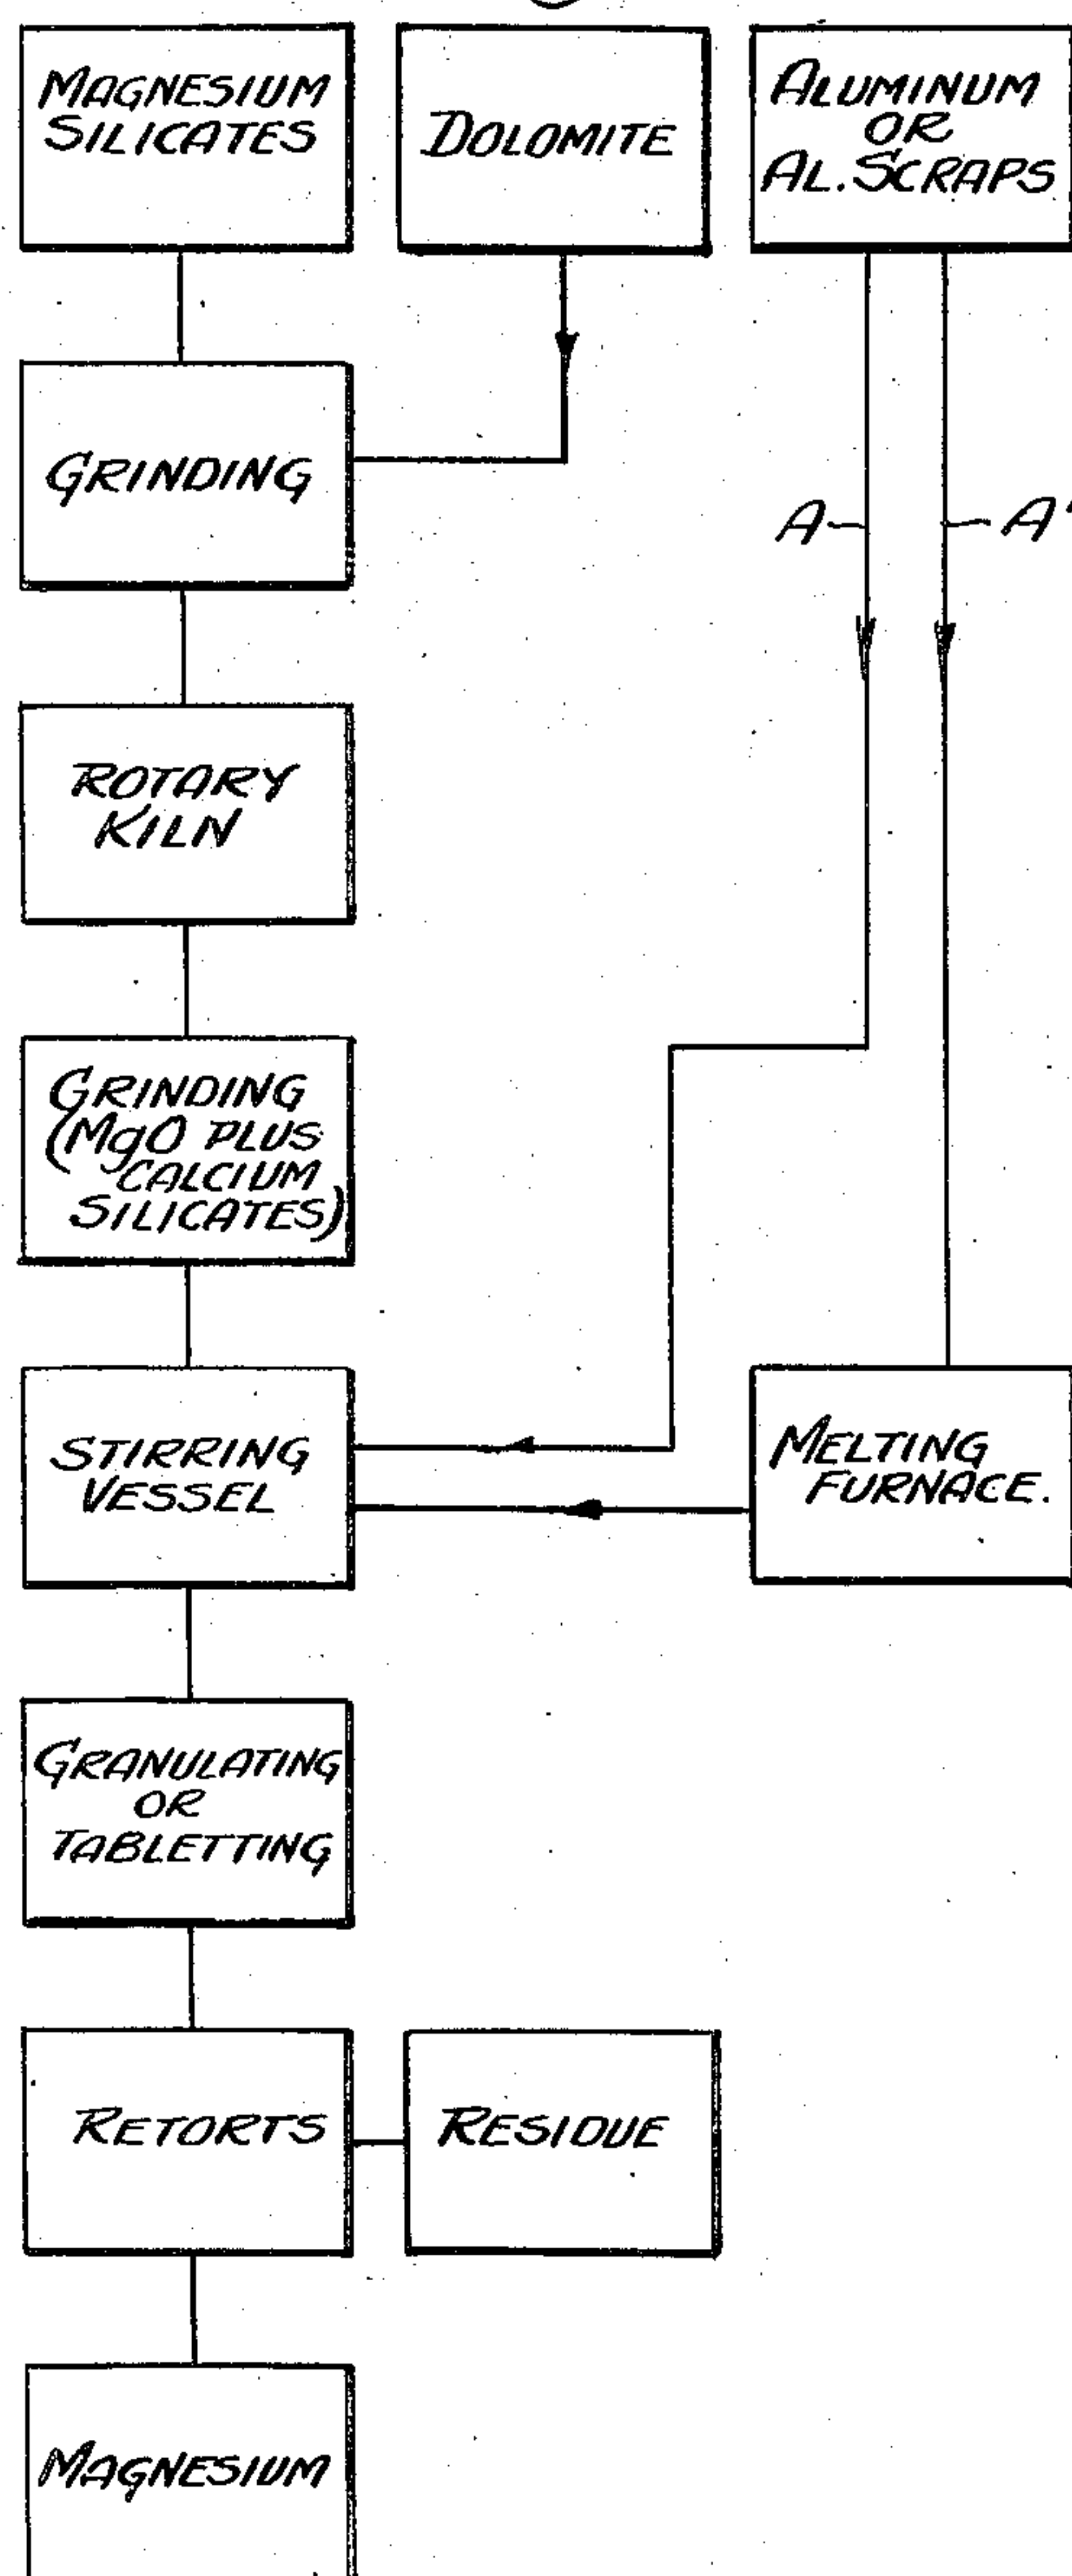 MAGNESIUM
SILICATES
DOLOMITE
ALUMINUM
OR
AL. SCRAPS
GRINDING
A
A'
ROTARY
KILN
GRINDING
(MgO PLUS
CALCIUM
SILICATES)
STIRRING
VESSEL
MELTING
FURNACE.
GRANULATING
OR
TABLETTING
RETORTS
RESIDUE
MAGNESIUM